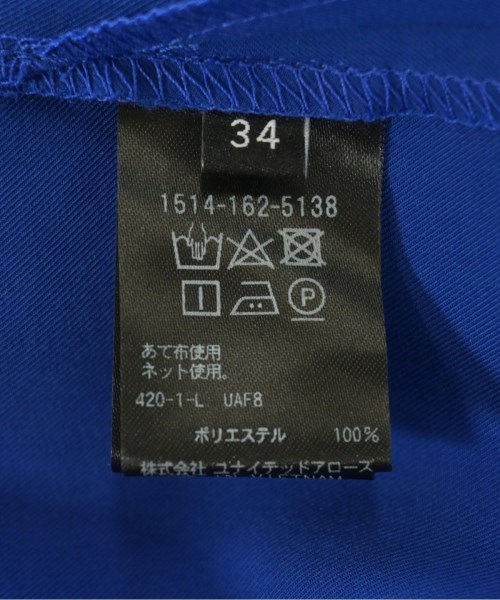 34
1514-162-5138
P
あて布使用
ネット使用。
420-1-L UAF8
ポリエステル 100%
株式会社 ユナイテッドアローズ